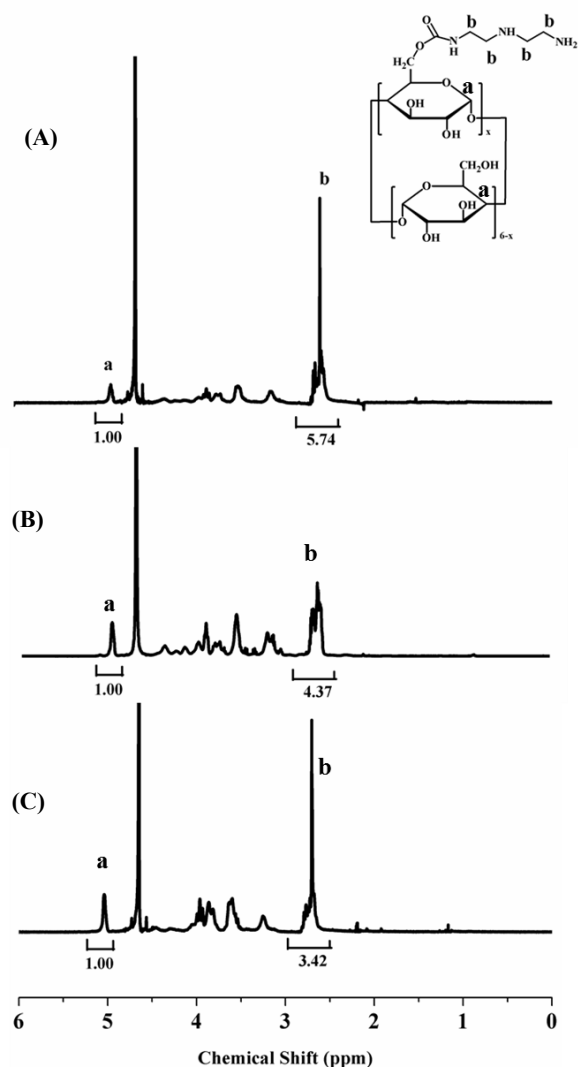 O
b
b
b
H
N
NH
NH2
O
N
H
b
b
H2C
O
a
OH
O
OH
x
(A)
b
CH2OH
O
a
O
OH
OH
6-x
a
1.00
5.74
(B)
b
a
1.00
4.37
(C)
b
a
1.00
3.42
6
5
4
3
2
1
0
Chemical Shift (ppm)